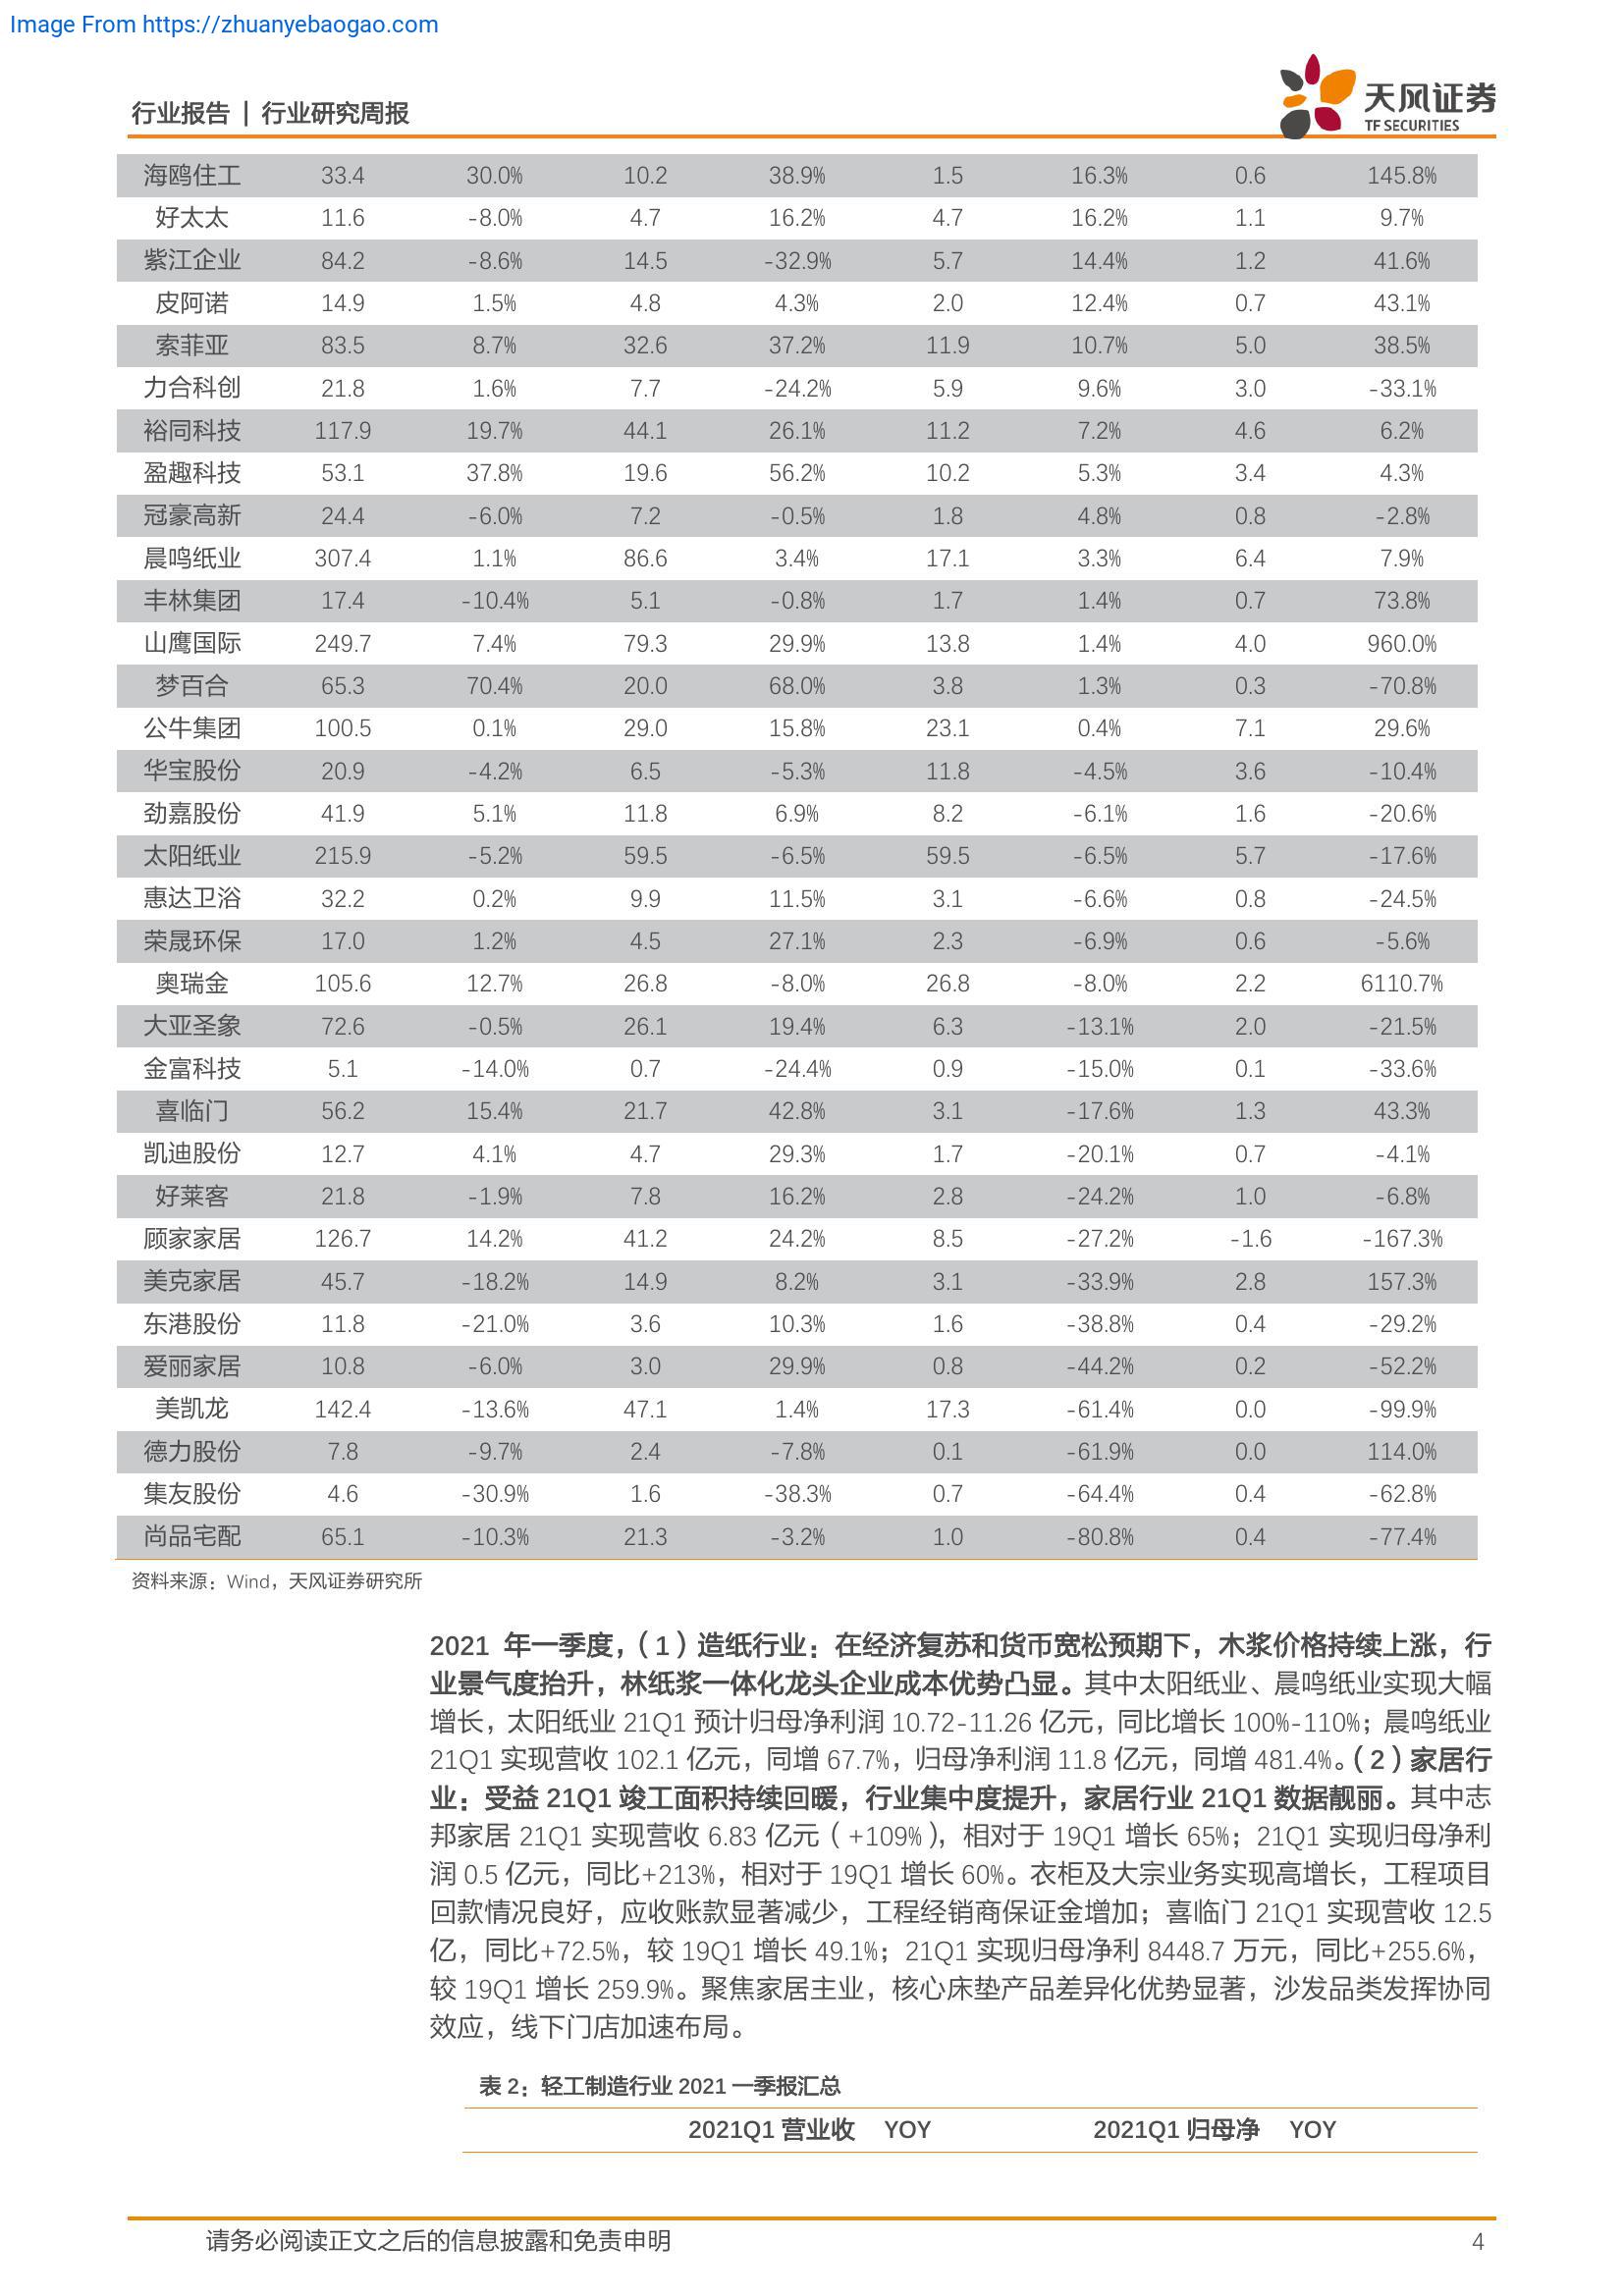 Image From https://zhuanyebaogao.com
行业报告 | 行业研究周报
天风证券
TF SECURITIES
海鸥住工 33.4 30.0% 10.2 38.9% 1.5 16.3% 0.6 145.8%
好太太 11.6 -8.0% 4.7 16.2% 4.7 16.2% 1.1 9.7%
紫江企业 84.2 -8.6% 14.5 -32.9% 5.7 14.4% 1.2 41.6%
皮阿诺 14.9 1.5% 4.8 4.3% 2.0 12.4% 0.7 43.1%
索菲亚 83.5 8.7% 32.6 37.2% 11.9 10.7% 5.0 38.5%
力合科创 21.8 1.6% 7.7 -24.2% 5.9 9.6% 3.0 -33.1%
裕同科技 117.9 19.7% 44.1 26.1% 11.2 7.2% 4.6 6.2%
盈趣科技 53.1 37.8% 19.6 56.2% 10.2 5.3% 3.4 4.3%
冠豪高新 24.4 -6.0% 7.2 -0.5% 1.8 4.8% 0.8 -2.8%
晨鸣纸业 307.4 1.1% 86.6 3.4% 17.1 3.3% 6.4 7.9%
丰林集团 17.4 -10.4% 5.1 -0.8% 1.7 1.4% 0.7 73.8%
山鹰国际 249.7 7.4% 79.3 29.9% 13.8 1.4% 4.0 960.0%
梦百合 65.3 70.4% 20.0 68.0% 3.8 1.3% 0.3 -70.8%
公牛集团 100.5 0.1% 29.0 15.8% 23.1 0.4% 7.1 29.6%
华宝股份 20.9 -4.2% 6.5 -5.3% 11.8 -4.5% 3.6 -10.4%
劲嘉股份 41.9 5.1% 11.8 6.9% 8.2 -6.1% 1.6 -20.6%
太阳纸业 215.9 -5.2% 59.5 -6.5% 59.5 -6.5% 5.7 -17.6%
惠达卫浴 32.2 0.2% 9.9 11.5% 3.1 -6.6% 0.8 -24.5%
荣晟环保 17.0 1.2% 4.5 27.1% 2.3 -6.9% 0.6 -5.6%
奥瑞金 105.6 12.7% 26.8 -8.0% 26.8 -8.0% 2.2 6110.7%
大亚圣象 72.6 -0.5% 26.1 19.4% 6.3 -13.1% 2.0 -21.5%
金富科技 5.1 -14.0% 0.7 -24.4% 0.9 -15.0% 0.1 -33.6%
喜临门 56.2 15.4% 21.7 42.8% 3.1 -17.6% 1.3 43.3%
凯迪股份 12.7 4.1% 4.7 29.3% 1.7 -20.1% 0.7 -4.1%
好莱客 21.8 -1.9% 7.8 16.2% 2.8 -24.2% 1.0 -6.8%
顾家家居 126.7 14.2% 41.2 24.2% 8.5 -27.2% -1.6 -167.3%
美克家居 45.7 -18.2% 14.9 8.2% 3.1 -33.9% 2.8 157.3%
东港股份 11.8 -21.0% 3.6 10.3% 1.6 -38.8% 0.4 -29.2%
爱丽家居 10.8 -6.0% 3.0 29.9% 0.8 -44.2% 0.2 -52.2%
美凯龙 142.4 -13.6% 47.1 1.4% 17.3 -61.4% 0.0 -99.9%
德力股份 7.8 -9.7% 2.4 -7.8% 0.1 -61.9% 0.0 114.0%
集友股份 4.6 -30.9% 1.6 -38.3% 0.7 -64.4% 0.4 -62.8%
尚品宅配 65.1 -10.3% 21.3 -3.2% 1.0 -80.8% 0.4 -77.4%
资料来源：Wind，天风证券研究所
2021 年一季度，（1）造纸行业：在经济复苏和货币宽松预期下，木浆价格持续上涨，行
业景气度抬升，林纸浆一体化龙头企业成本优势凸显。其中太阳纸业、晨鸣纸业实现大幅
增长，太阳纸业 21Q1 预计归母净利润 10.72-11.26 亿元，同比增长 100%-110%；晨鸣纸业
21Q1 实现营收 102.1 亿元，同增 67.7%，归母净利润 11.8 亿元，同增 481.4%。（2）家居行
业：受益 21Q1 竣工面积持续回暖，行业集中度提升，家居行业 21Q1 数据靓丽。其中志
邦家居 21Q1 实现营收 6.83 亿元（+109%），相对于 19Q1 增长 65%；21Q1 实现归母净利
润 0.5 亿元，同比+213%，相对于 19Q1 增长 60%。衣柜及大宗业务实现高增长，工程项目
回款情况良好，应收账款显著减少，工程经销商保证金增加；喜临门 21Q1 实现营收 12.5
亿，同比+72.5%，较 19Q1 增长 49.1%；21Q1 实现归母净利 8448.7 万元，同比+255.6%，
较 19Q1 增长 259.9%。聚焦家居主业，核心床垫产品差异化优势显著，沙发品类发挥协同
效应，线下门店加速布局。
表 2：轻工制造行业 2021 一季报汇总
2021Q1 营业收 YOY 2021Q1 归母净 YOY
请务必阅读正文之后的信息披露和免责申明 4